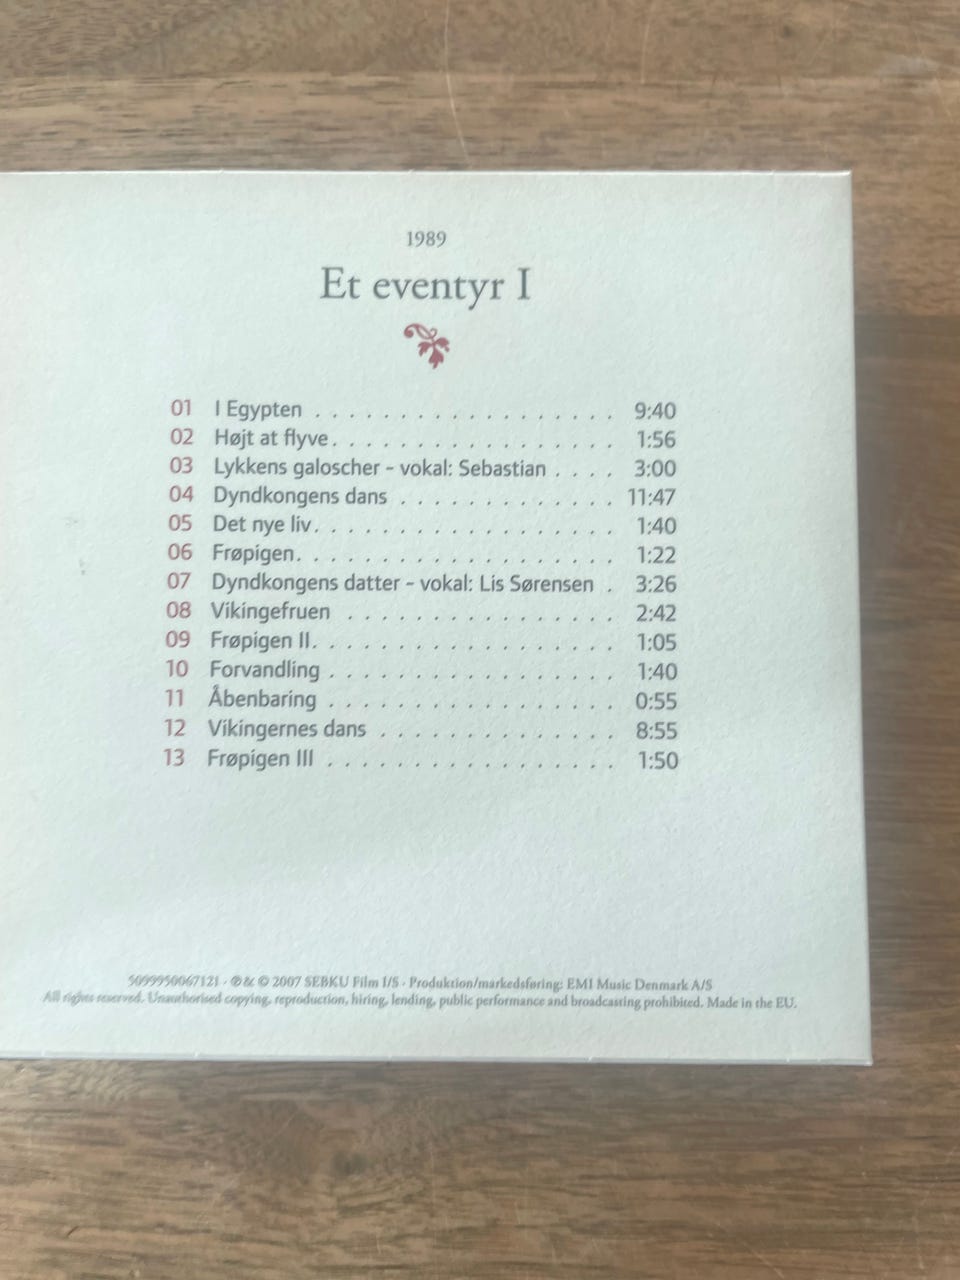 1989
Et eventyr I
01 I Egypten . . . . . . . . . . . . . . . . . . 9:40
02 Højt at flyve . . . . . . . . . . . . . . . . . 1:56
03 Lykkens galoscher - vokal: Sebastian . . . . 3:00
04 Dyndkongens dans . . . . . . . . . . . . . 11:47
05 Det nye liv . . . . . . . . . . . . . . . . . . 1:40
06 Frøpigen . . . . . . . . . . . . . . . . . . . 1:22
07 Dyndkongens datter - vokal: Lis Sørensen . 3:26
08 Vikingefruen . . . . . . . . . . . . . . . . 2:42
09 Frøpigen II . . . . . . . . . . . . . . . . . . 1:05
10 Forvandling . . . . . . . . . . . . . . . . . 1:40
11 Åbenbaring . . . . . . . . . . . . . . . . . 0:55
12 Vikingernes dans . . . . . . . . . . . . . . 8:55
13 Frøpigen III . . . . . . . . . . . . . . . . . 1:50
5099950067121 · ℗ & © 2007 SEBKU Film I/S · Produktion/markedsføring: EMI Music Denmark A/S
All rights reserved. Unauthorised copying, reproduction, hiring, lending, public performance and broadcasting prohibited. Made in the EU.